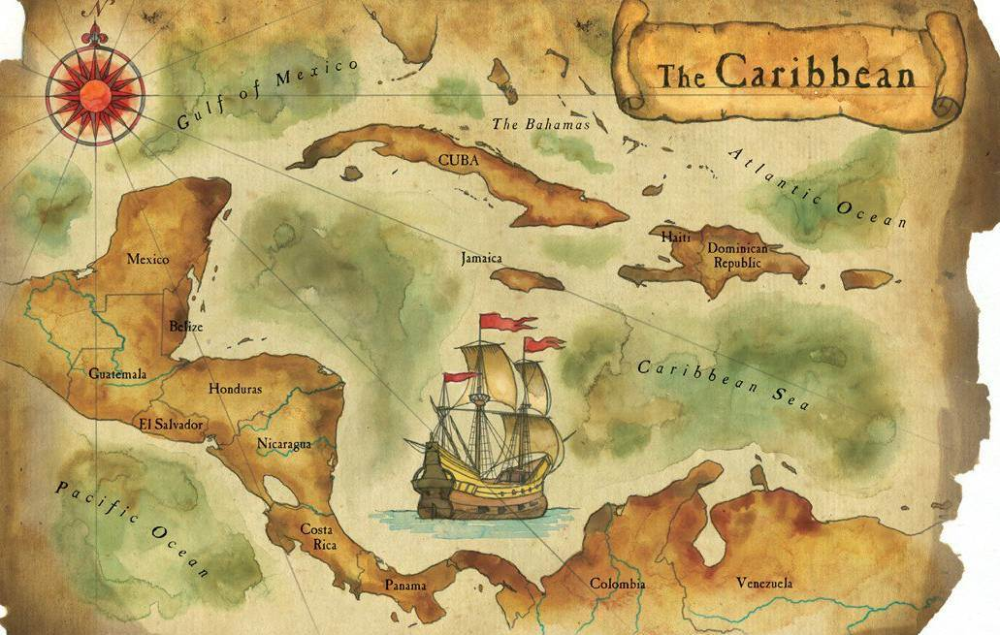 N
The Caribbean
Gulf of Mexico
The Bahamas
CUBA
Atlantic Ocean
Haiti
Dominican
Republic
Jamaica
Mexico
Belize
Caribbean Sea
Guatemala
Honduras
El Salvador
Nicaragua
Pacific Ocean
Costa
Rica
Panama
Colombia
Venezuela